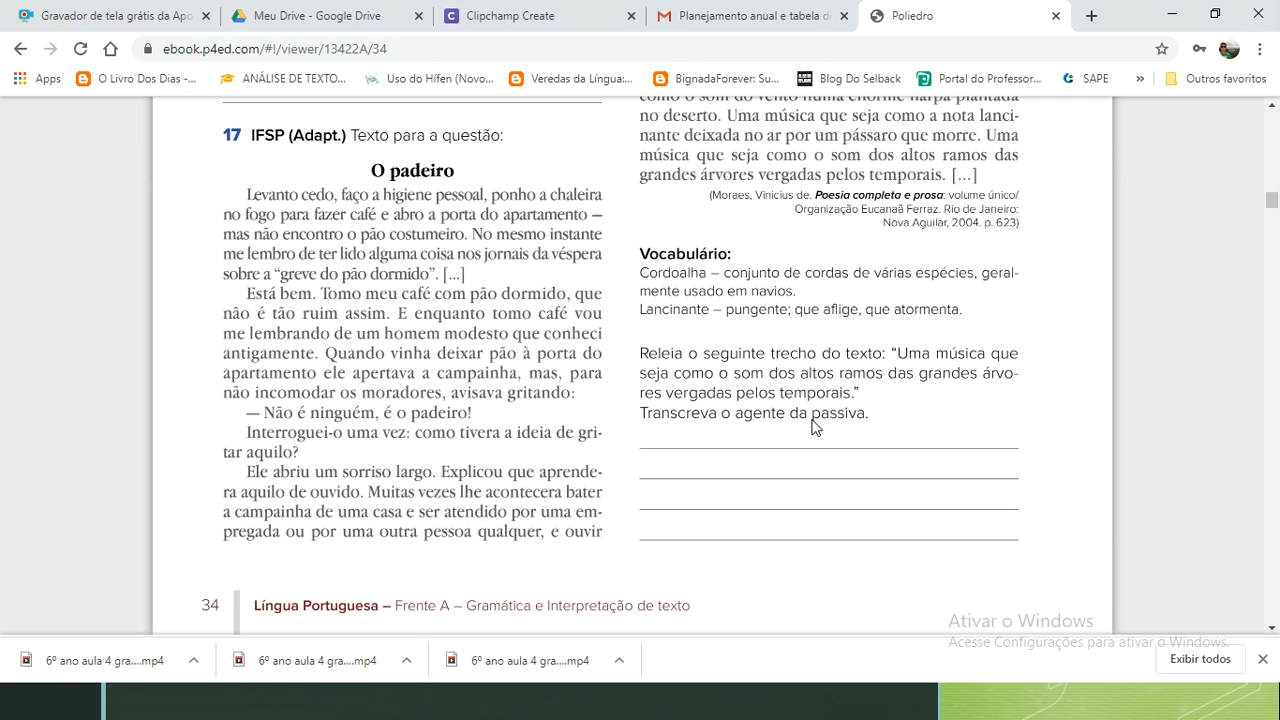 Gravador de tela grátis da Apo
Meu Drive - Google Drive
Clipchamp Create
Planejamento anual e tabela d
Poliedro
ebook.p4ed.com/#!/viewer/13422A/34
Apps
O Livro Dos Dias -...
ANÁLISE DE TEXTO...
Uso do Hífen (Novo...
Veredas da Língua:...
BignadaForever: Su...
Blog Do Selback
Portal do Professor...
SAPE
»
Outros favoritos
17 IFSP (Adapt.) Texto para a questão:
O padeiro
Levanto cedo, faço a higiene pessoal, ponho a chaleira
no fogo para fazer café e abro a porta do apartamento –
mas não encontro o pão costumeiro. No mesmo instante
me lembro de ter lido alguma coisa nos jornais da véspera
sobre a “greve do pão dormido”. [...]
Está bem. Tomo meu café com pão dormido, que
não é tão ruim assim. E enquanto tomo café vou
me lembrando de um homem modesto que conheci
antigamente. Quando vinha deixar pão à porta do
apartamento ele apertava a campainha, mas, para
não incomodar os moradores, avisava gritando:
— Não é ninguém, é o padeiro!
Interroguei-o uma vez: como tivera a ideia de gri-
tar aquilo?
Ele abriu um sorriso largo. Explicou que aprende-
ra aquilo de ouvido. Muitas vezes lhe acontecera bater
a campainha de uma casa e ser atendido por uma em-
pregada ou por uma outra pessoa qualquer, e ouvir
como o som do vento numa enorme harpa plantada
no deserto. Uma música que seja como a nota lanci-
nante deixada no ar por um pássaro que morre. Uma
música que seja como o som dos altos ramos das
grandes árvores vergadas pelos temporais. [...]
(Moraes, Vinicius de. Poesia completa e prosa: volume único/
Organização Eucanaã Ferraz. Rio de Janeiro:
Nova Aguilar, 2004. p. 623)
Vocabulário:
Cordoalha – conjunto de cordas de várias espécies, geral-
mente usado em navios.
Lancinante – pungente; que aflige, que atormenta.
Releia o seguinte trecho do texto: “Uma música que
seja como o som dos altos ramos das grandes árvo-
res vergadas pelos temporais.”
Transcreva o agente da passiva.
34 Língua Portuguesa – Frente A – Gramática e Interpretação de texto
Ativar o Windows
Acesse Configurações para ativar o Windows.
6º ano aula 4 gra....mp4
6º ano aula 4 gra....mp4
6º ano aula 4 gra....mp4
Exibir todos